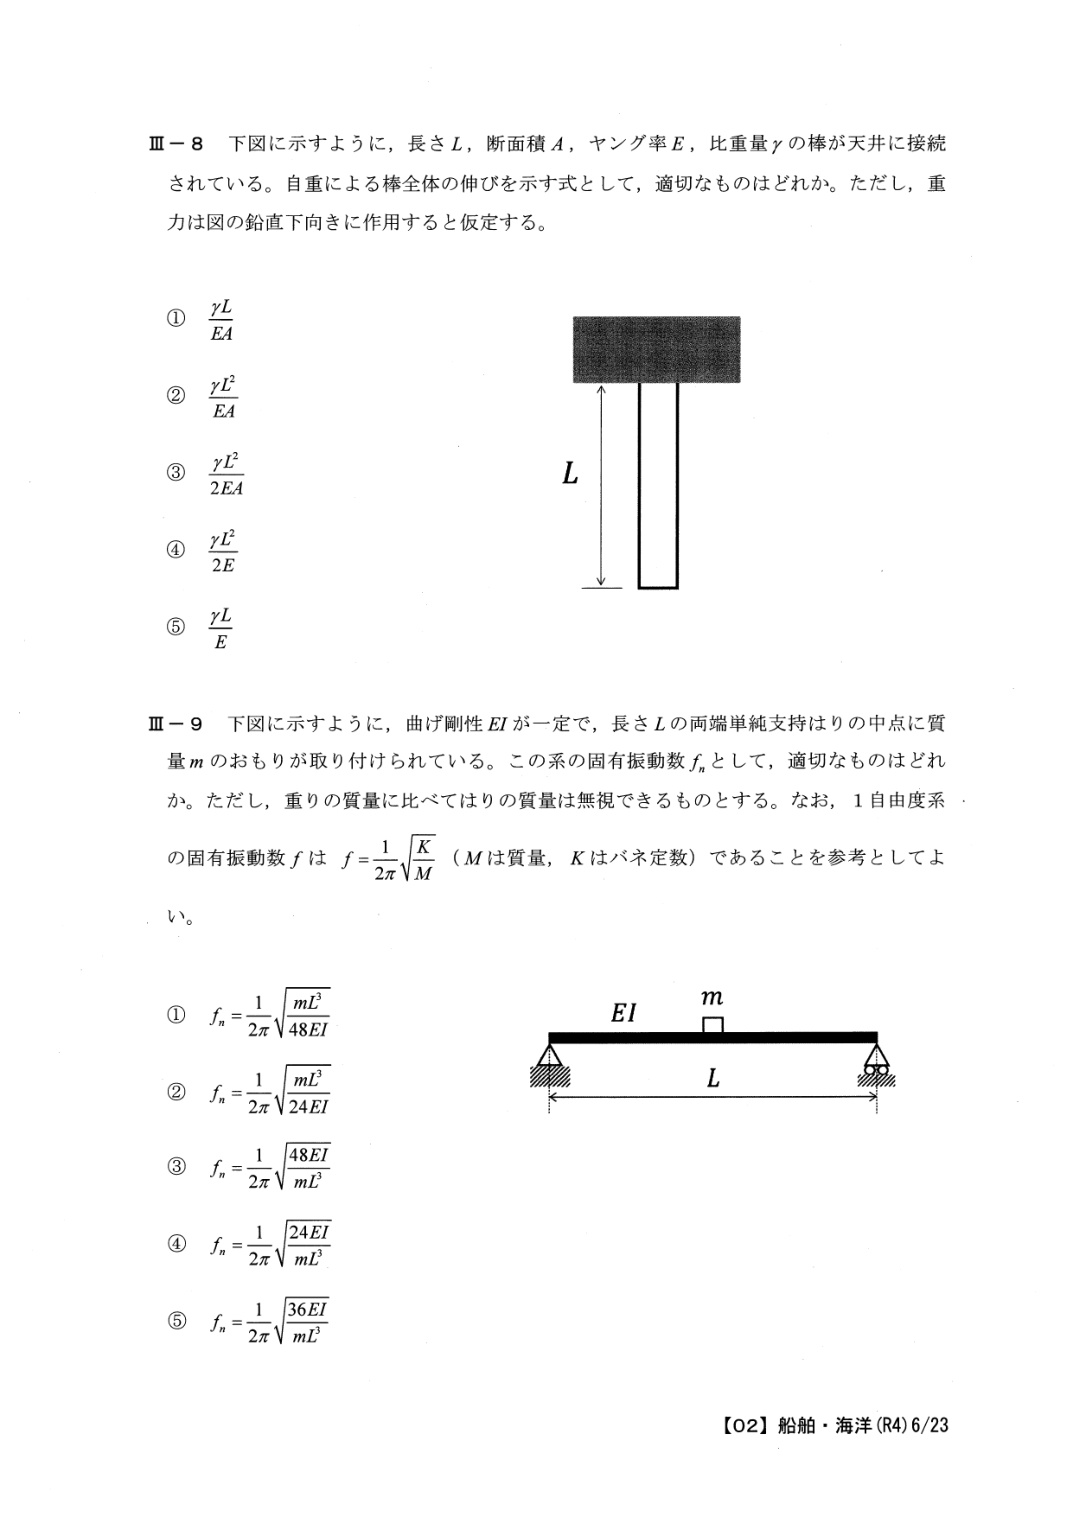 Ⅲ－８　下図に示すように，長さL，断面積A，ヤング率E，比重量γの棒が天井に接続
されている。自重による棒全体の伸びを示す式として，適切なものはどれか。ただし，重
力は図の鉛直下向きに作用すると仮定する。
① γL/EA
② γL²/EA
③ γL²/2EA
④ γL²/2E
⑤ γL/E
L
Ⅲ－９　下図に示すように，曲げ剛性EIが一定で，長さLの両端単純支持はりの中点に質
量mのおもりが取り付けられている。この系の固有振動数fₙとして，適切なものはどれ
か。ただし，重りの質量に比べてはりの質量は無視できるものとする。なお，１自由度系
の固有振動数fは　f=1/2π √(K/M)（Mは質量，Kはバネ定数）であることを参考としてよ
い。
① fₙ=1/2π √(mL³/48EI)
② fₙ=1/2π √(mL³/24EI)
③ fₙ=1/2π √(48EI/mL³)
④ fₙ=1/2π √(24EI/mL³)
⑤ fₙ=1/2π √(36EI/mL³)
EI
m
L
【02】船舶・海洋(R4)6/23